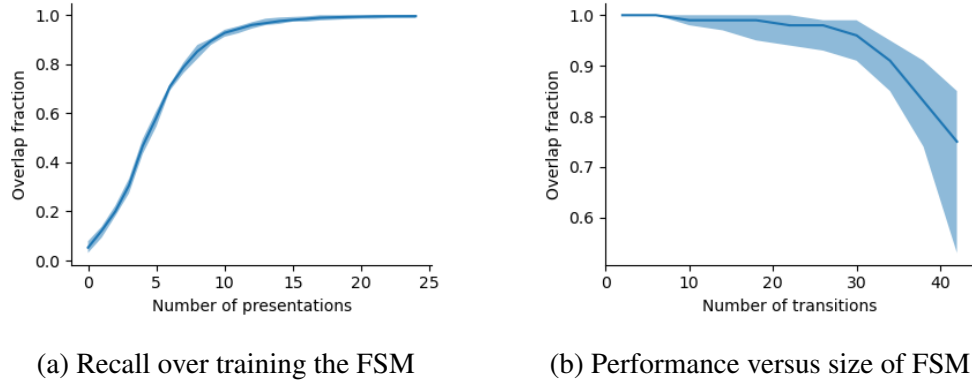 1.0
0.8
0.6
0.4
0.2
0.0
Overlap fraction
0 5 10 15 20 25
Number of presentations
(a) Recall over training the FSM
1.0
0.9
0.8
0.7
0.6
Overlap fraction
0 10 20 30 40
Number of transitions
(b) Performance versus size of FSM